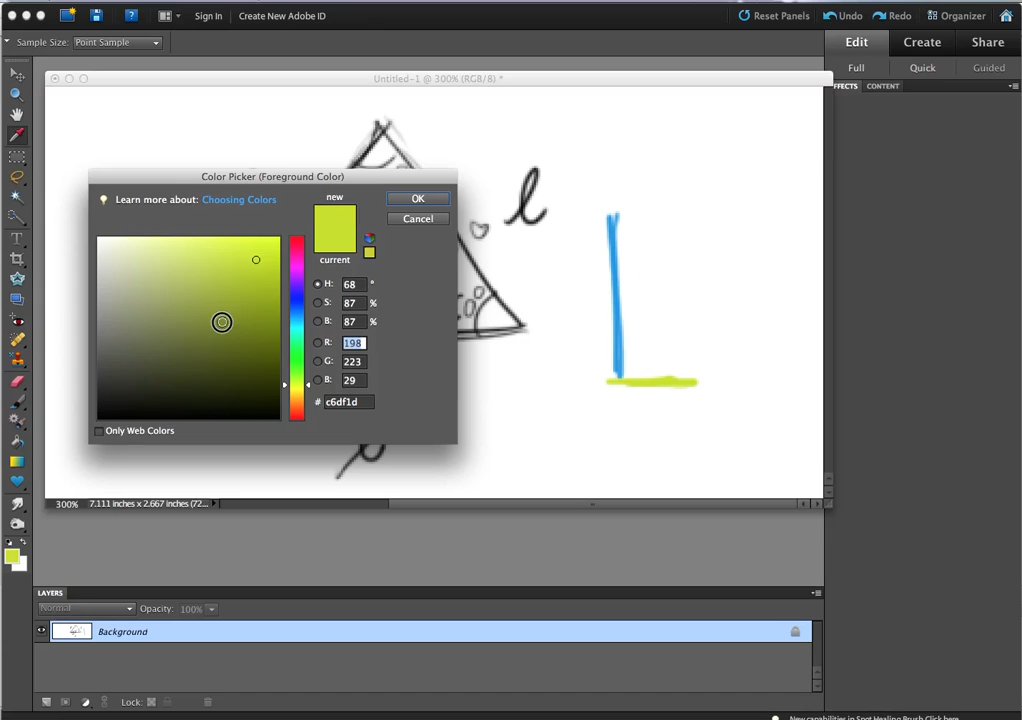 Sign In
Create New Adobe ID
Reset Panels
Undo
Redo
Organizer
Sample Size: Point Sample
Edit
Create
Share
Full
Quick
Guided
Untitled-1 @ 300% (RGB/8) *
CONTENT
Color Picker (Foreground Color)
Learn more about: Choosing Colors
new
OK
Cancel
current
H: 68 °
S: 87 %
B: 87 %
R: 198
G: 223
B: 29
# c6df1d
Only Web Colors
l
300%
7.111 inches x 2.667 inches (72...
LAYERS
Normal
Opacity: 100%
Background
Lock:
New capabilities in Spot Healing Brush Click here